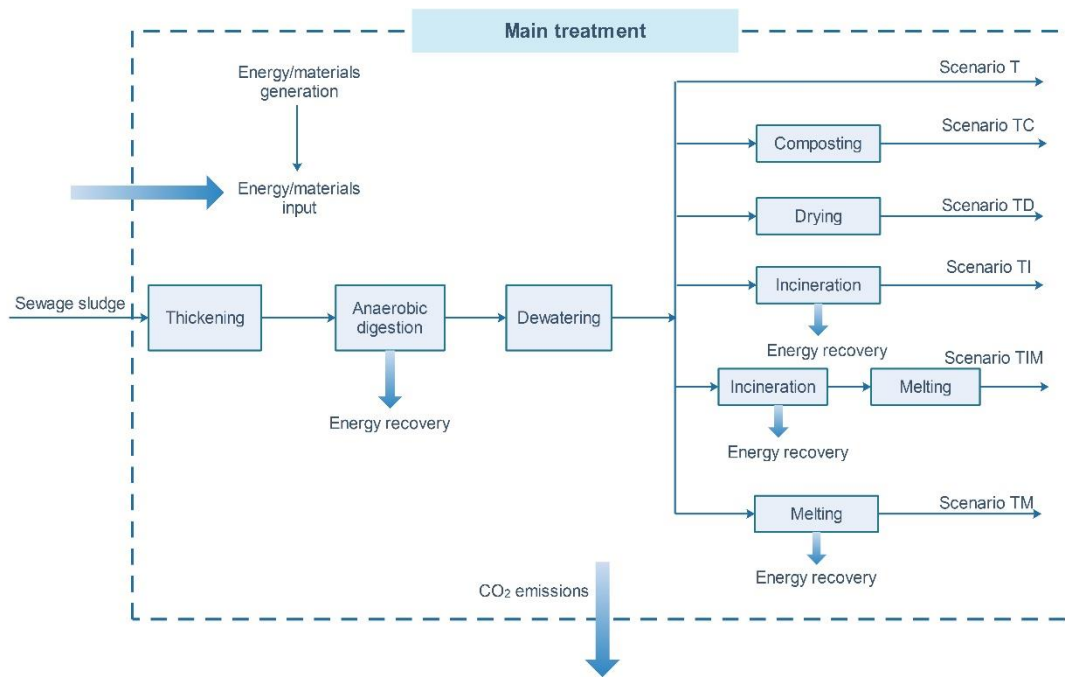 Main treatment
Energy/materials
generation
Energy/materials
input
Sewage sludge
Thickening
Anaerobic
digestion
Energy recovery
Dewatering
Scenario T
Composting
Scenario TC
Drying
Scenario TD
Incineration
Scenario TI
Energy recovery
Incineration
Melting
Scenario TIM
Energy recovery
Melting
Scenario TM
Energy recovery
CO₂ emissions